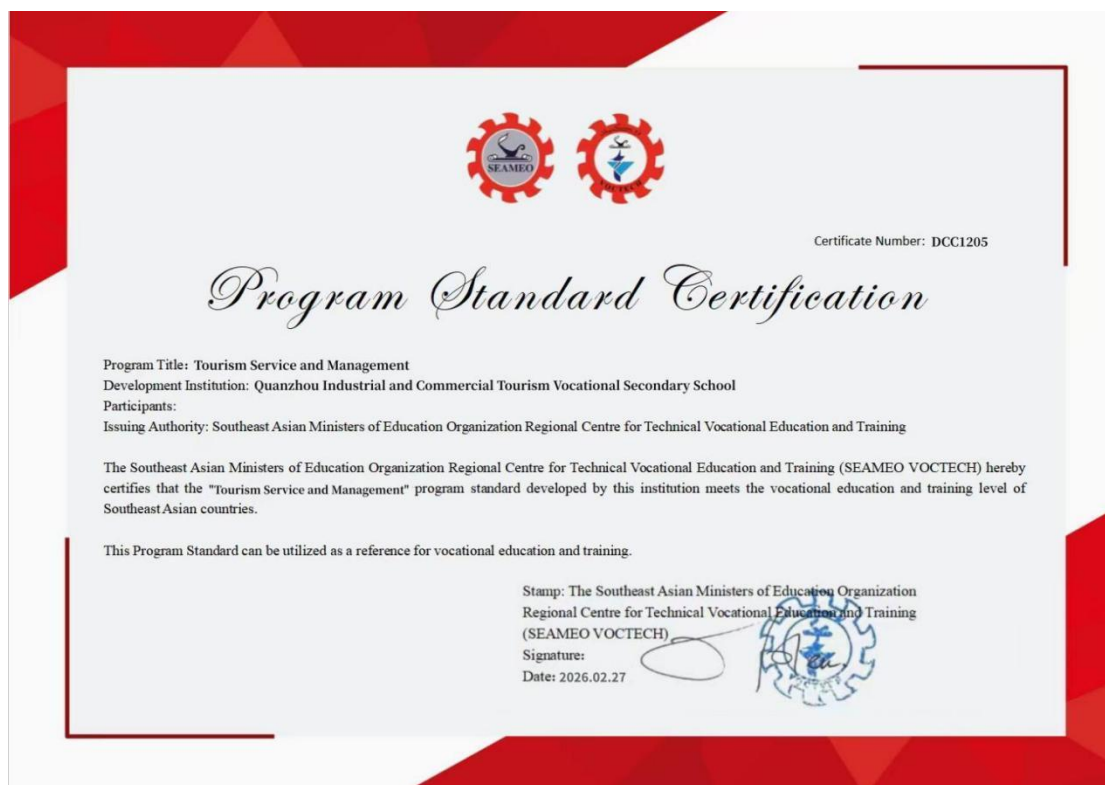 SEAMEO
VOCTECH
Certificate Number: DCC1205
Program Standard Certification
Program Title: Tourism Service and Management
Development Institution: Quanzhou Industrial and Commercial Tourism Vocational Secondary School
Participants:
Issuing Authority: Southeast Asian Ministers of Education Organization Regional Centre for Technical Vocational Education and Training
The Southeast Asian Ministers of Education Organization Regional Centre for Technical Vocational Education and Training (SEAMEO VOCTECH) hereby
certifies that the "Tourism Service and Management" program standard developed by this institution meets the vocational education and training level of
Southeast Asian countries.
This Program Standard can be utilized as a reference for vocational education and training.
Stamp: The Southeast Asian Ministers of Education Organization
Regional Centre for Technical Vocational Education and Training
(SEAMEO VOCTECH)
Signature:
Date: 2026.02.27